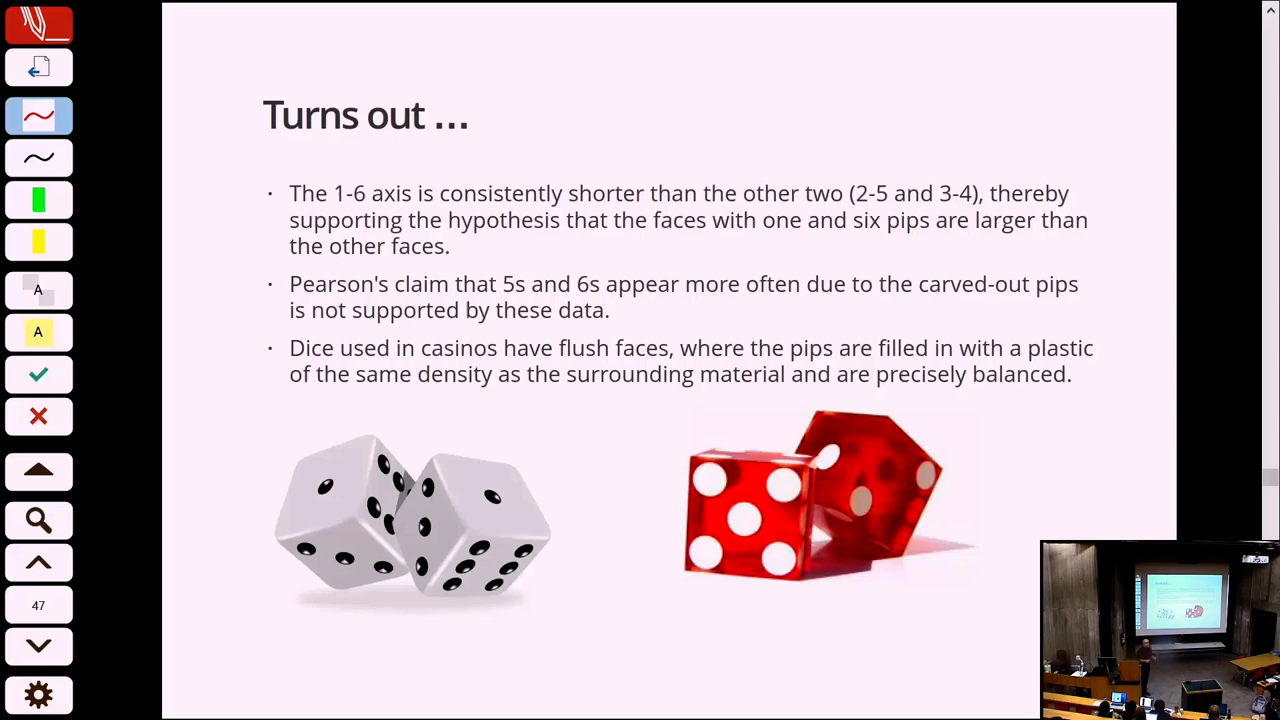 Turns out …
· The 1-6 axis is consistently shorter than the other two (2-5 and 3-4), thereby
supporting the hypothesis that the faces with one and six pips are larger than
the other faces.
· Pearson's claim that 5s and 6s appear more often due to the carved-out pips
is not supported by these data.
· Dice used in casinos have flush faces, where the pips are filled in with a plastic
of the same density as the surrounding material and are precisely balanced.
A
A
47